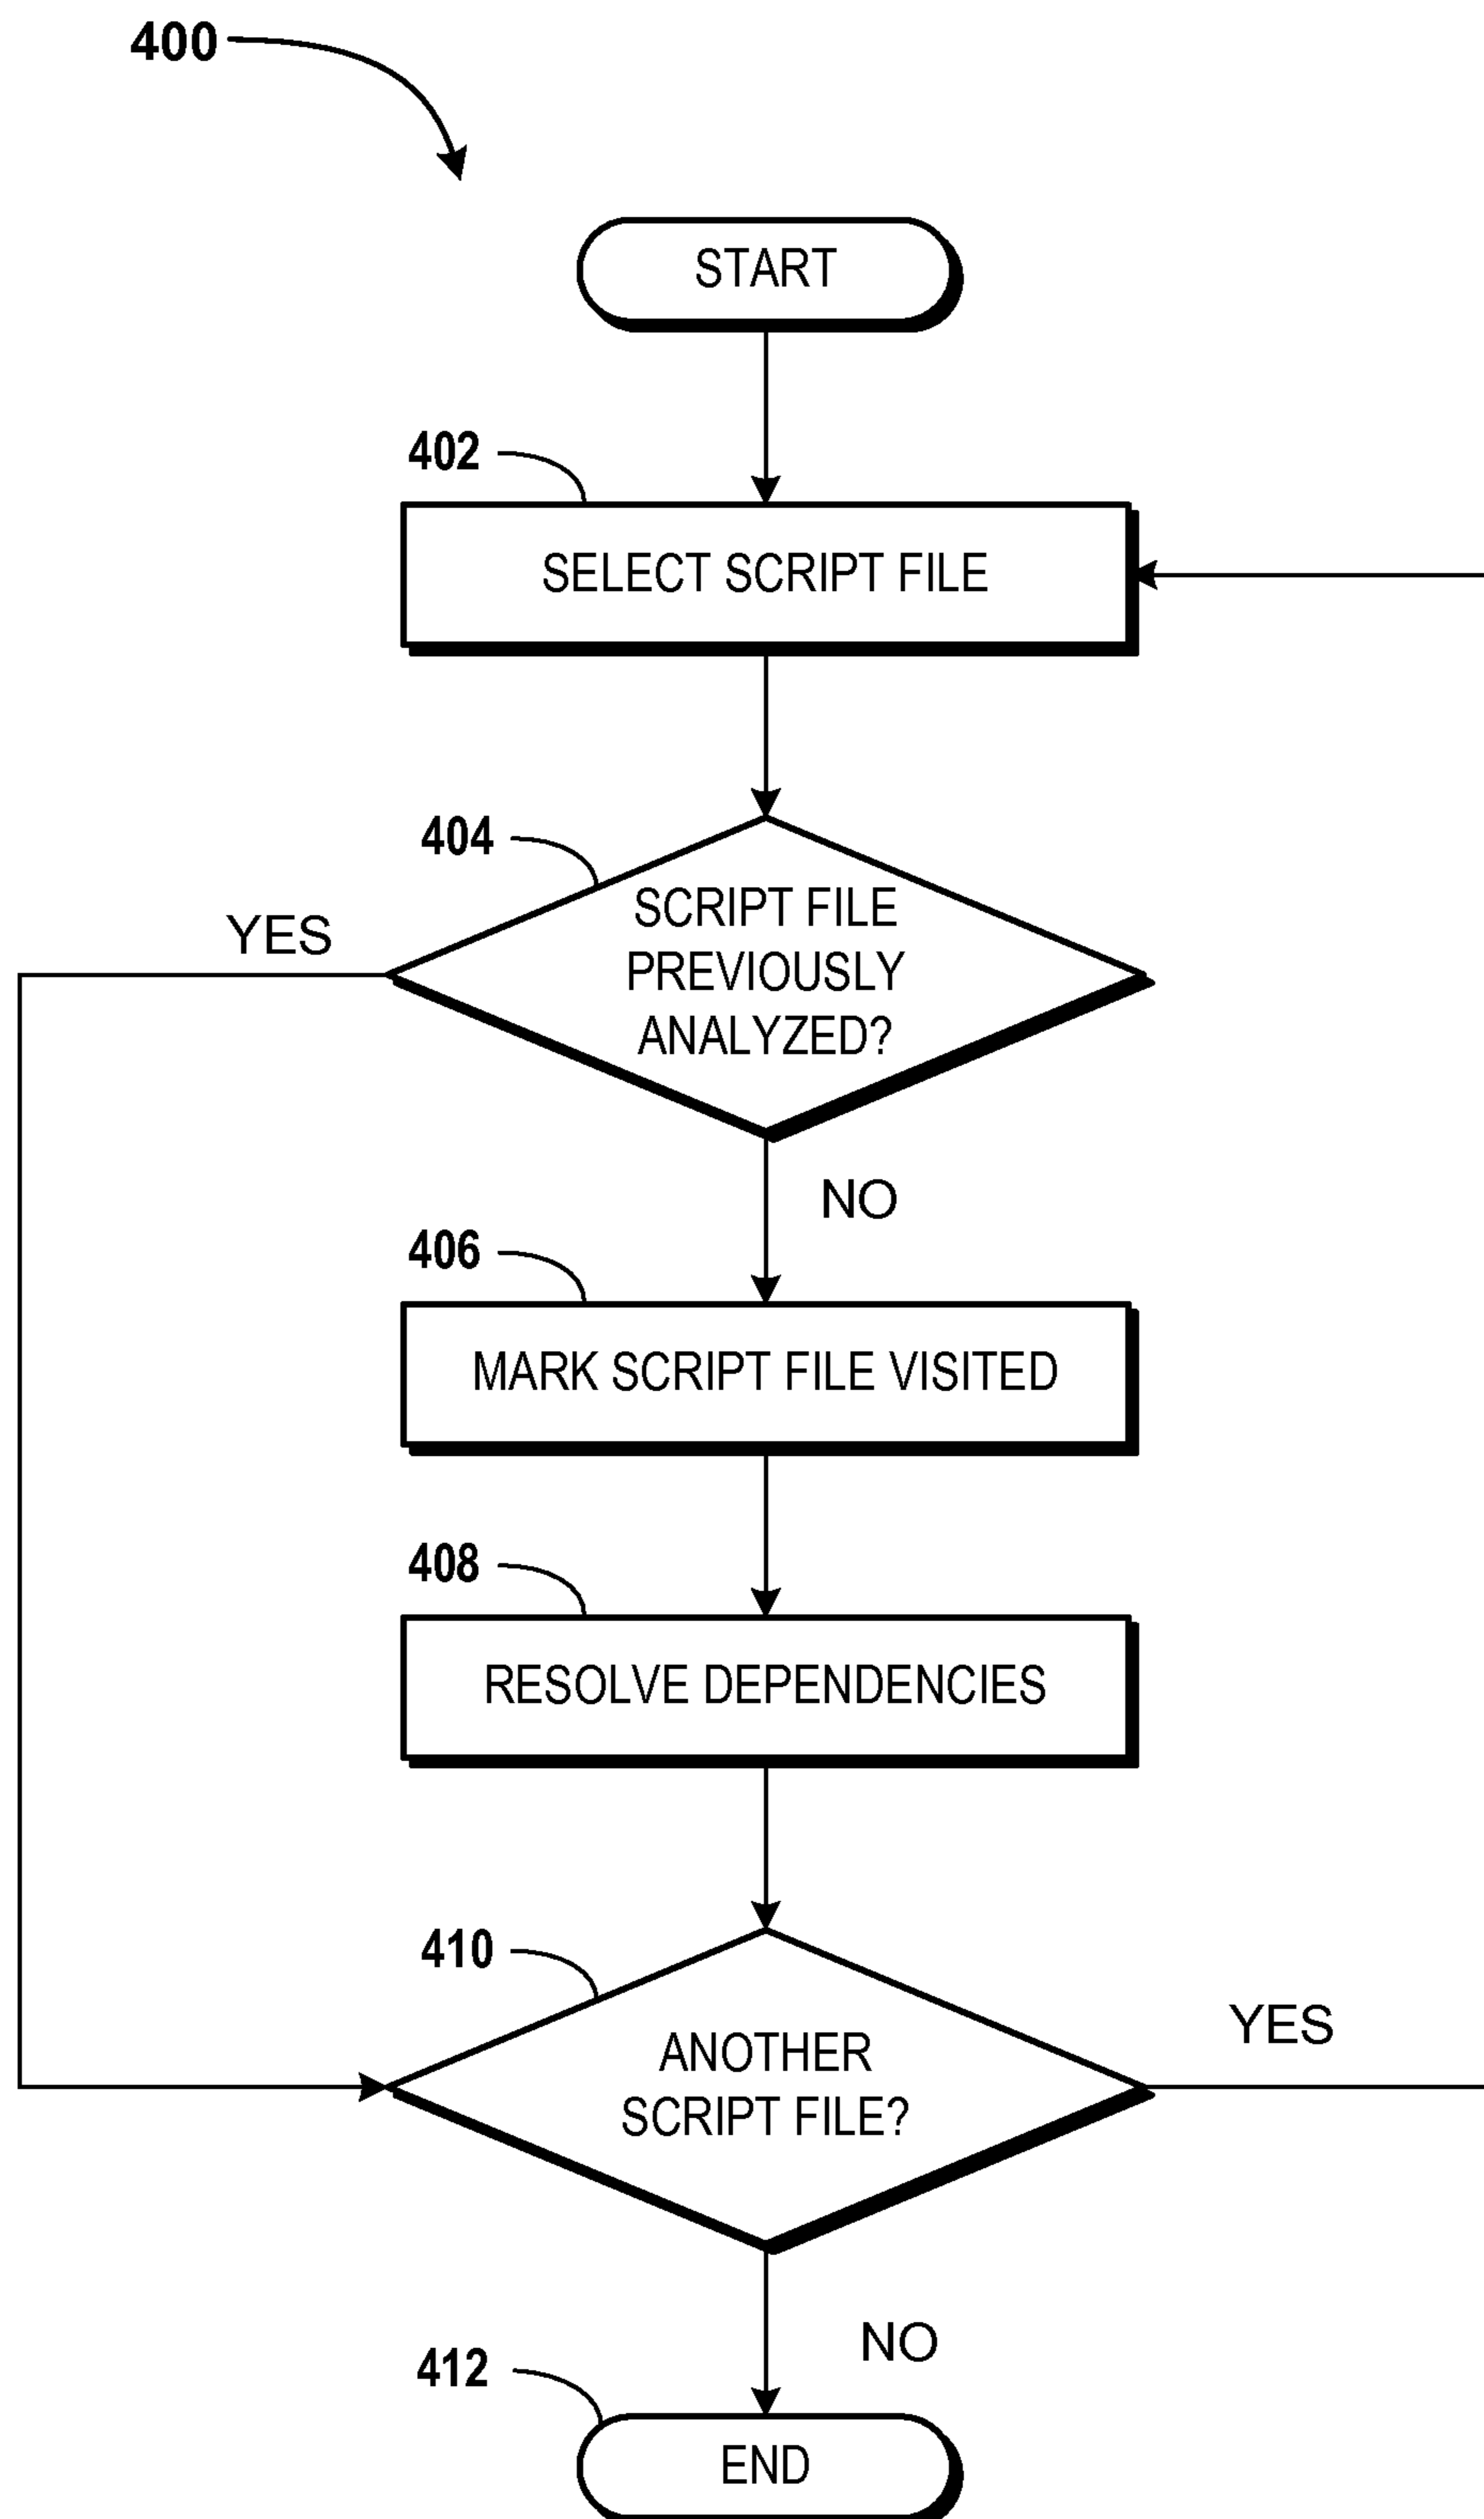 400
START
402
SELECT SCRIPT FILE
404
SCRIPT FILE
PREVIOUSLY
ANALYZED?
YES
NO
406
MARK SCRIPT FILE VISITED
408
RESOLVE DEPENDENCIES
410
ANOTHER
SCRIPT FILE?
YES
NO
412
END